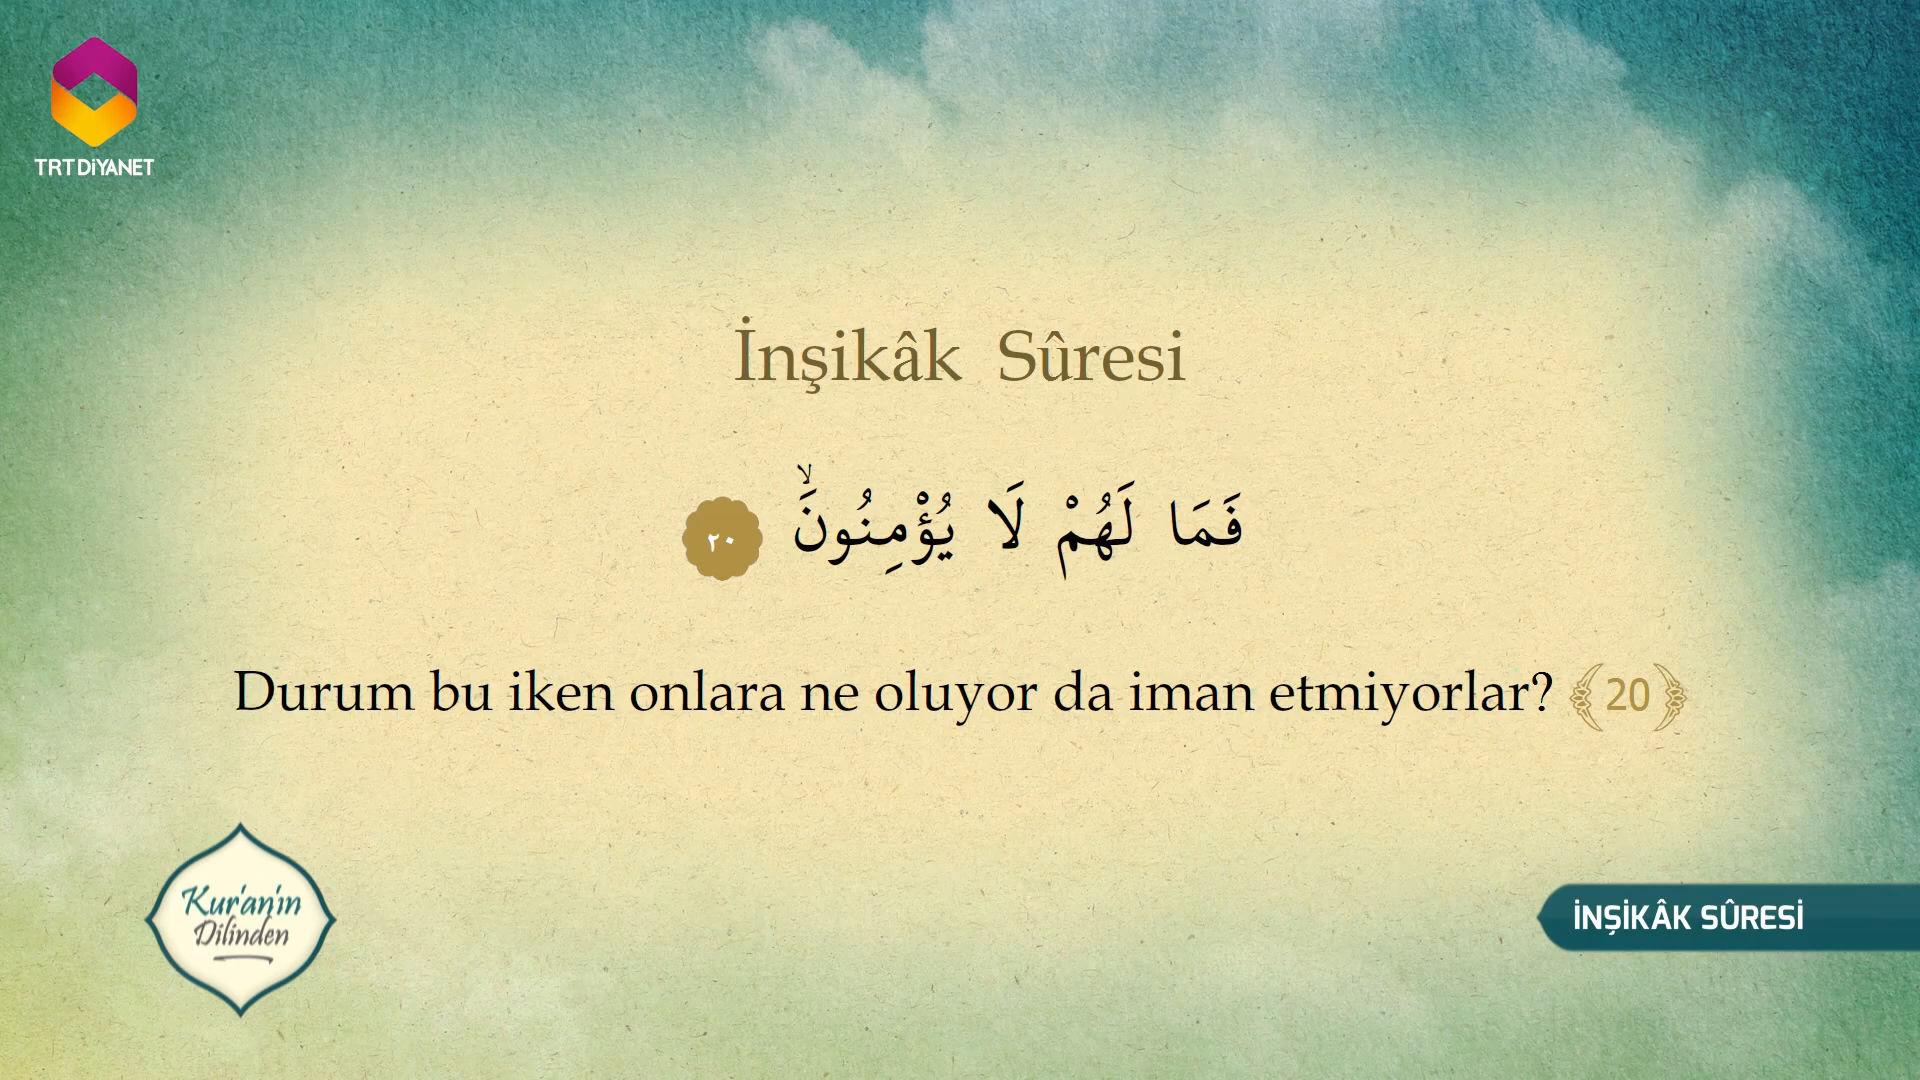 TRT DİYANET
İnşikâk Sûresi
فَمَا لَهُمْ لَا يُؤْمِنُونَۙ ٢٠
Durum bu iken onlara ne oluyor da iman etmiyorlar? ﴾20﴿
Kur'an'ın
Dilinden
İNŞİKÂK SÛRESİ